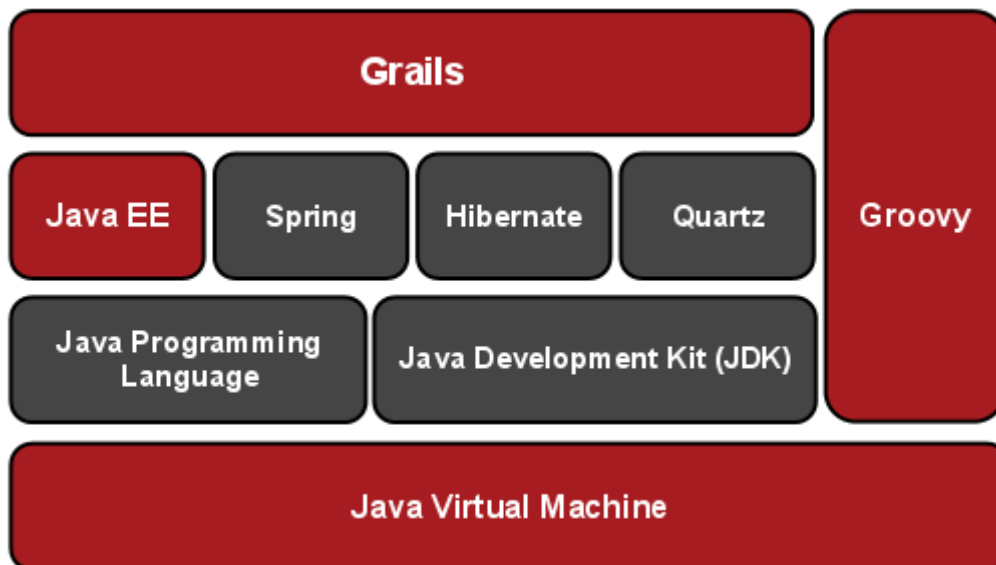 Grails
Java EE
Spring
Hibernate
Quartz
Groovy
Java Programming
Language
Java Development Kit (JDK)
Java Virtual Machine